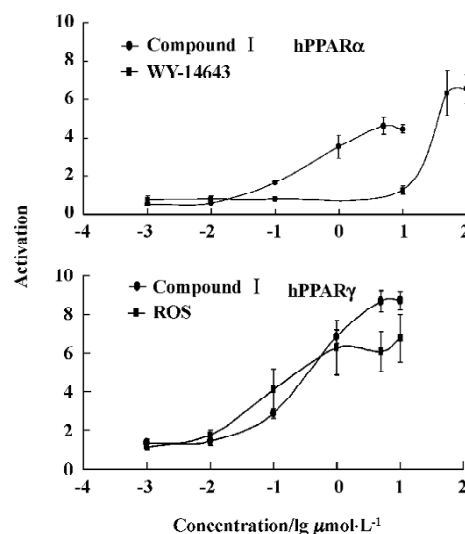 Compound I hPPARα
WY-14643
8
6
4
2
0
-4 -3 -2 -1 0 1 2
Activation
Compound I hPPARγ
ROS
10
8
6
4
2
0
-4 -3 -2 -1 0 1 2
Concentration/lg μmol·L-1